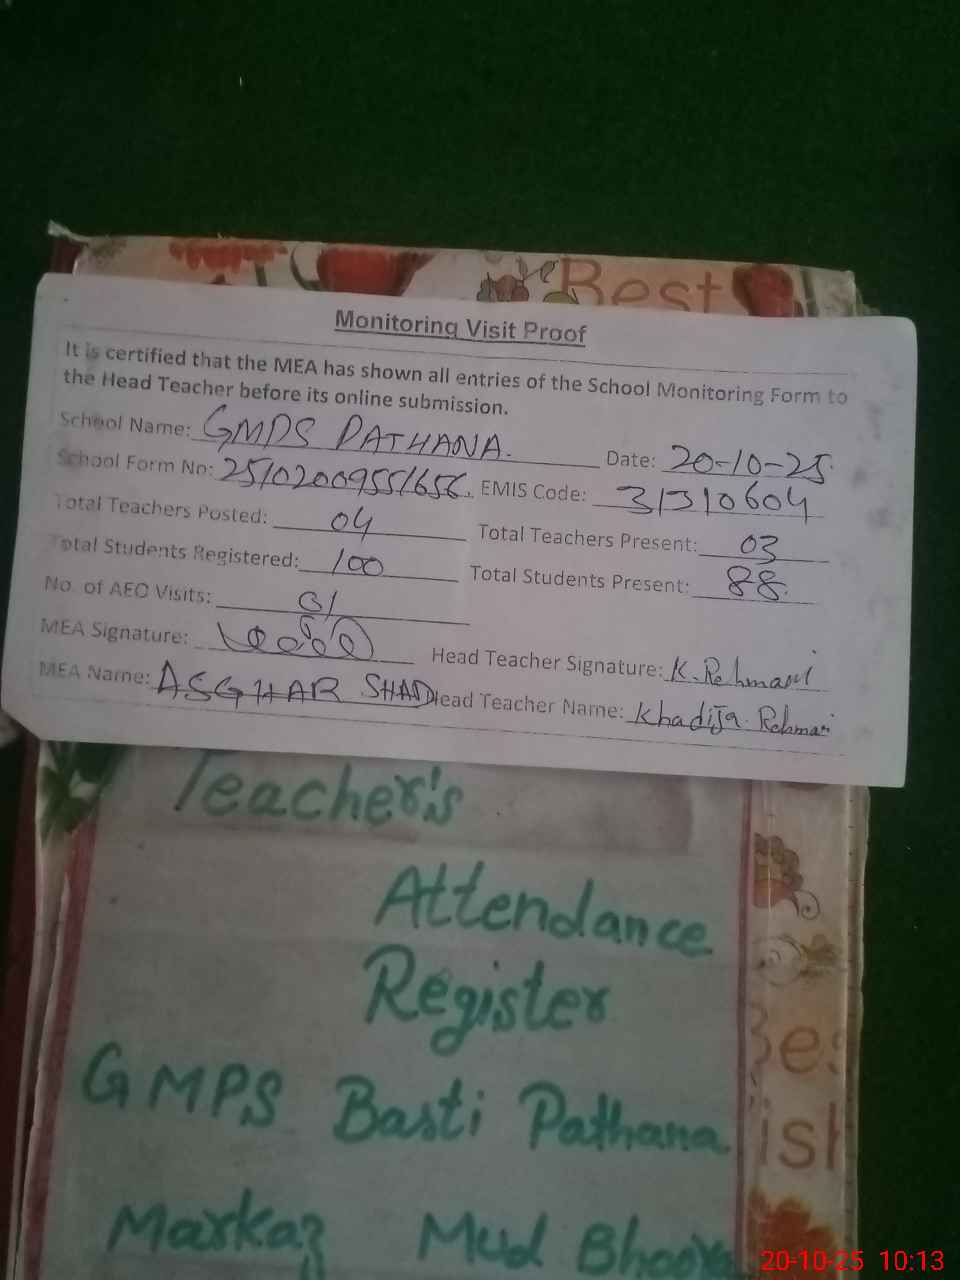 Best
Monitoring Visit Proof
It is certified that the MEA has shown all entries of the School Monitoring Form to
the Head Teacher before its online submission.
School Name: GMPS PATHANA. Date: 20-10-25
School Form No: 25102009551656 EMIS Code: 31310604
Total Teachers Posted: 04 Total Teachers Present: 03
Total Students Registered: 100 Total Students Present: 88
No. of AEO Visits: 01
MEA Signature: Head Teacher Signature: K.Rehmani
MEA Name: ASGHAR SHAD Head Teacher Name: Khadija Rehmani
Teacher's
Attendance
Register
GMPS Basti Pathana
Markaz Mud
20-10-25 10:13